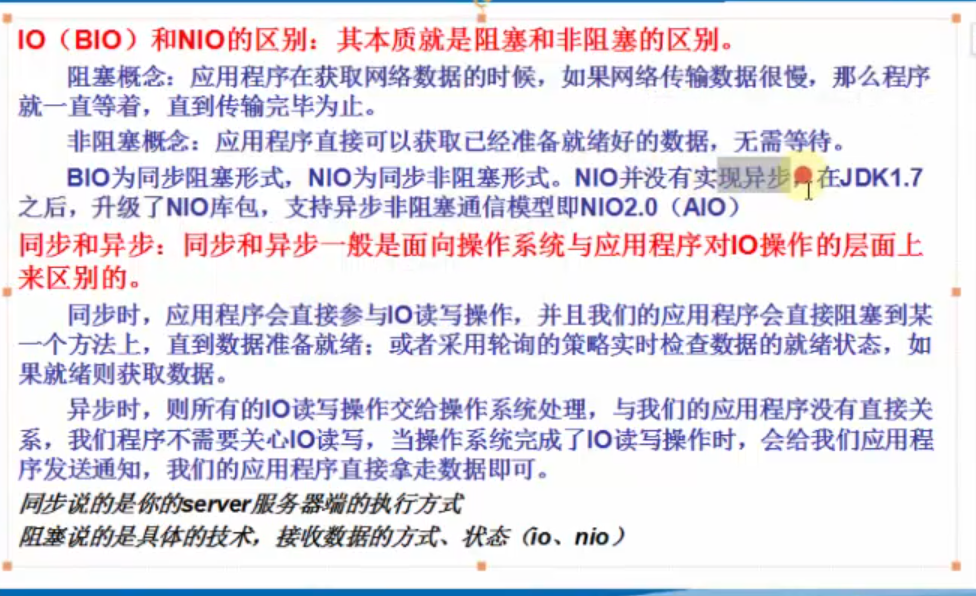 IO（BIO）和NIO的区别：其本质就是阻塞和非阻塞的区别。
阻塞概念：应用程序在获取网络数据的时候，如果网络传输数据很慢，那么程序
就一直等着，直到传输完毕为止。
非阻塞概念：应用程序直接可以获取已经准备就绪好的数据，无需等待。
BIO为同步阻塞形式，NIO为同步非阻塞形式。NIO并没有实现异步，在JDK1.7
之后，升级了NIO库包，支持异步非阻塞通信模型即NIO2.0（AIO）
同步和异步：同步和异步一般是面向操作系统与应用程序对IO操作的层面上
来区别的。
同步时，应用程序会直接参与IO读写操作，并且我们的应用程序会直接阻塞到某
一个方法上，直到数据准备就绪；或者采用轮询的策略实时检查数据的就绪状态，如
果就绪则获取数据。
异步时，则所有的IO读写操作交给操作系统处理，与我们的应用程序没有直接关
系，我们程序不需要关心IO读写，当操作系统完成了IO读写操作时，会给我们应用程
序发送通知，我们的应用程序直接拿走数据即可。
同步说的是你的server服务器端的执行方式
阻塞说的是具体的技术，接收数据的方式、状态（io、nio）